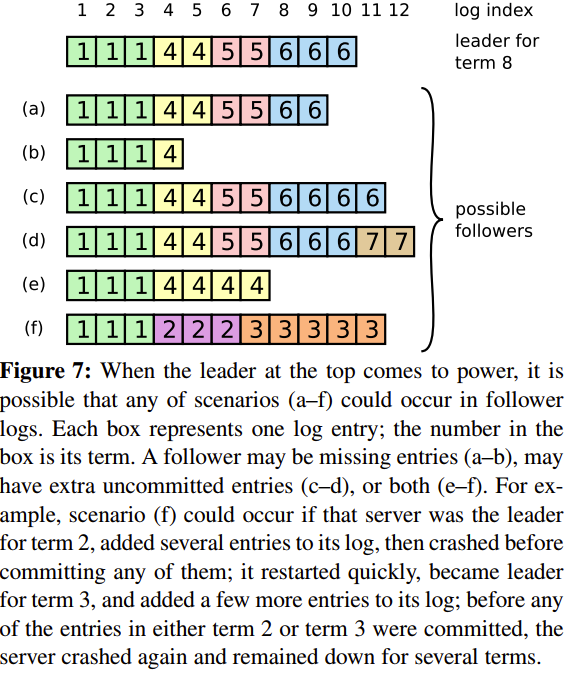 1 2 3 4 5 6 7 8 9 10 11 12 log index
1 1 1 4 4 5 5 6 6 6 leader for
term 8
(a) 1 1 1 4 4 5 5 6 6
(b) 1 1 1 4
(c) 1 1 1 4 4 5 5 6 6 6 6
(d) 1 1 1 4 4 5 5 6 6 6 7 7
possible
followers
(e) 1 1 1 4 4 4 4
(f) 1 1 1 2 2 2 3 3 3 3 3
Figure 7: When the leader at the top comes to power, it is
possible that any of scenarios (a–f) could occur in follower
logs. Each box represents one log entry; the number in the
box is its term. A follower may be missing entries (a–b), may
have extra uncommitted entries (c–d), or both (e–f). For ex-
ample, scenario (f) could occur if that server was the leader
for term 2, added several entries to its log, then crashed before
committing any of them; it restarted quickly, became leader
for term 3, and added a few more entries to its log; before any
of the entries in either term 2 or term 3 were committed, the
server crashed again and remained down for several terms.